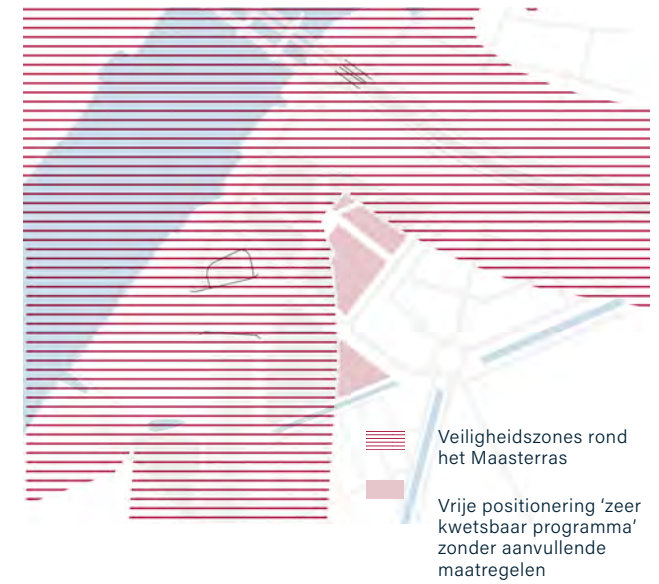 Veiligheidszones rond
het Maasterras
Vrije positionering ‘zeer
kwetsbaar programma’
zonder aanvullende
maatregelen